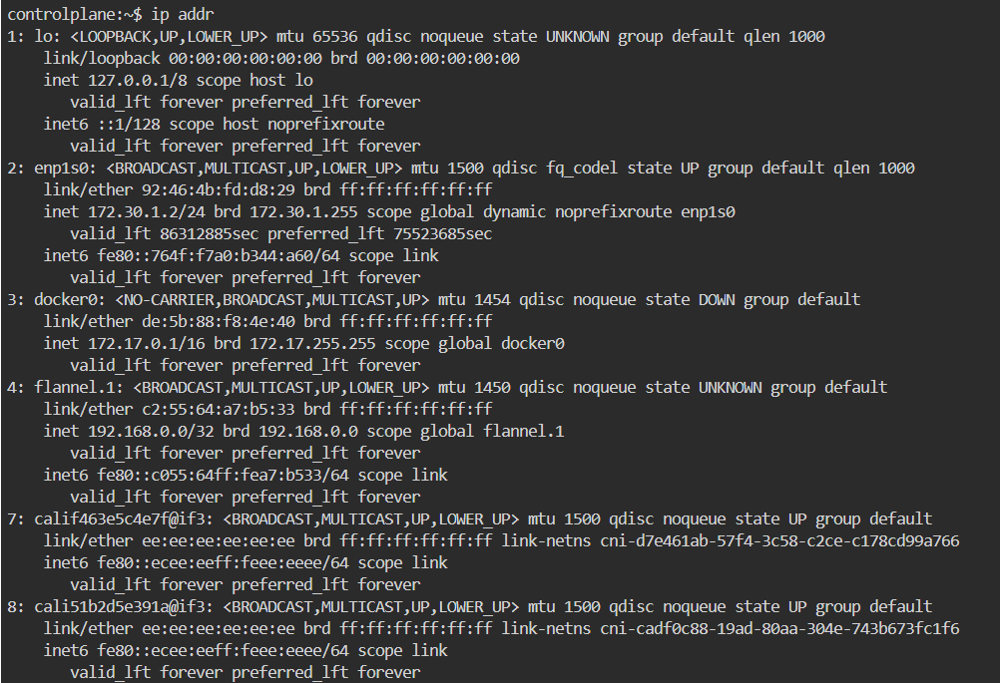 controlplane:~$ ip addr
1: lo: <LOOPBACK,UP,LOWER_UP> mtu 65536 qdisc noqueue state UNKNOWN group default qlen 1000
    link/loopback 00:00:00:00:00:00 brd 00:00:00:00:00:00
    inet 127.0.0.1/8 scope host lo
       valid_lft forever preferred_lft forever
    inet6 ::1/128 scope host noprefixroute
       valid_lft forever preferred_lft forever
2: enp1s0: <BROADCAST,MULTICAST,UP,LOWER_UP> mtu 1500 qdisc fq_codel state UP group default qlen 1000
    link/ether 92:46:4b:fd:d8:29 brd ff:ff:ff:ff:ff:ff
    inet 172.30.1.2/24 brd 172.30.1.255 scope global dynamic noprefixroute enp1s0
       valid_lft 86312885sec preferred_lft 75523685sec
    inet6 fe80::764f:f7a0:b344:a60/64 scope link
       valid_lft forever preferred_lft forever
3: docker0: <NO-CARRIER,BROADCAST,MULTICAST,UP> mtu 1454 qdisc noqueue state DOWN group default
    link/ether de:5b:88:f8:4e:40 brd ff:ff:ff:ff:ff:ff
    inet 172.17.0.1/16 brd 172.17.255.255 scope global docker0
       valid_lft forever preferred_lft forever
4: flannel.1: <BROADCAST,MULTICAST,UP,LOWER_UP> mtu 1450 qdisc noqueue state UNKNOWN group default
    link/ether c2:55:64:a7:b5:33 brd ff:ff:ff:ff:ff:ff
    inet 192.168.0.0/32 brd 192.168.0.0 scope global flannel.1
       valid_lft forever preferred_lft forever
    inet6 fe80::c055:64ff:fea7:b533/64 scope link
       valid_lft forever preferred_lft forever
7: calif463e5c4e7f@if3: <BROADCAST,MULTICAST,UP,LOWER_UP> mtu 1500 qdisc noqueue state UP group default
    link/ether ee:ee:ee:ee:ee:ee brd ff:ff:ff:ff:ff:ff link-netns cni-d7e461ab-57f4-3c58-c2ce-c178cd99a766
    inet6 fe80::ecee:eeff:feee:eeee/64 scope link
       valid_lft forever preferred_lft forever
8: cali51b2d5e391a@if3: <BROADCAST,MULTICAST,UP,LOWER_UP> mtu 1500 qdisc noqueue state UP group default
    link/ether ee:ee:ee:ee:ee:ee brd ff:ff:ff:ff:ff:ff link-netns cni-cadf0c88-19ad-80aa-304e-743b673fc1f6
    inet6 fe80::ecee:eeff:feee:eeee/64 scope link
       valid_lft forever preferred_lft forever